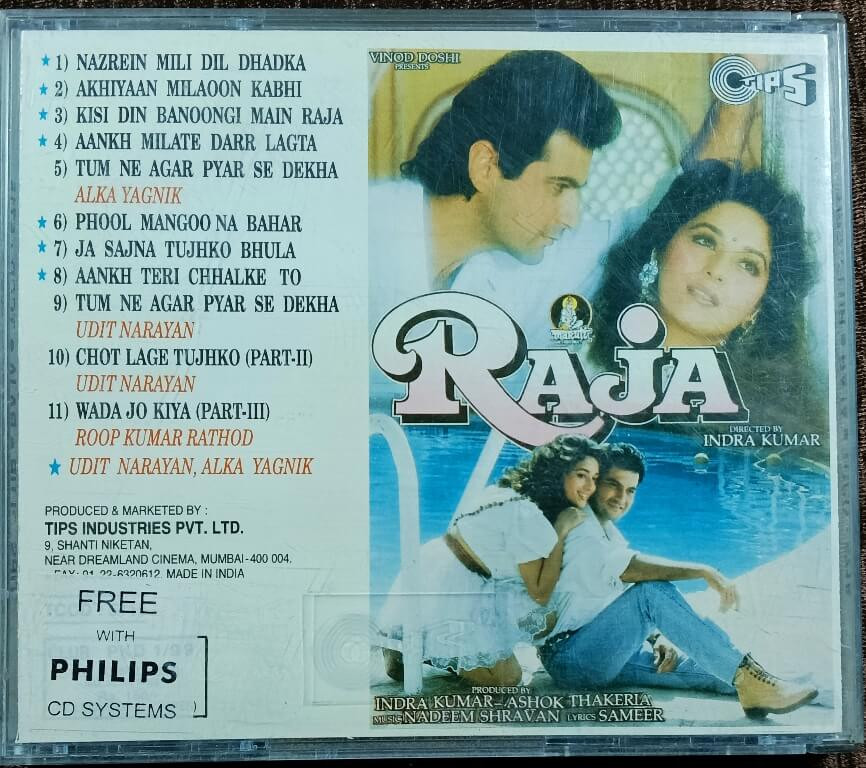 ★ 1) NAZREIN MILI DIL DHADKA
★ 2) AKHIYAAN MILAOON KABHI
★ 3) KISI DIN BANOONGI MAIN RAJA
★ 4) AANKH MILATE DARR LAGTA
5) TUM NE AGAR PYAR SE DEKHA
ALKA YAGNIK
★ 6) PHOOL MANGOO NA BAHAR
★ 7) JA SAJNA TUJHKO BHULA
★ 8) AANKH TERI CHHALKE TO
9) TUM NE AGAR PYAR SE DEKHA
UDIT NARAYAN
10) CHOT LAGE TUJHKO (PART-II)
UDIT NARAYAN
11) WADA JO KIYA (PART-III)
ROOP KUMAR RATHOD
★ UDIT NARAYAN, ALKA YAGNIK
PRODUCED & MARKETED BY :
TIPS INDUSTRIES PVT. LTD.
9, SHANTI NIKETAN,
NEAR DREAMLAND CINEMA, MUMBAI-400 004.
FAX: 91-22-6320612. MADE IN INDIA
FREE
WITH
PHILIPS
CD SYSTEMS
VINOD DOSHI
PRESENTS
TIPS
RAJA
DIRECTED BY
INDRA KUMAR
PRODUCED BY
INDRA KUMAR-ASHOK THAKERIA
MUSIC NADEEM SHRAVAN LYRICS SAMEER